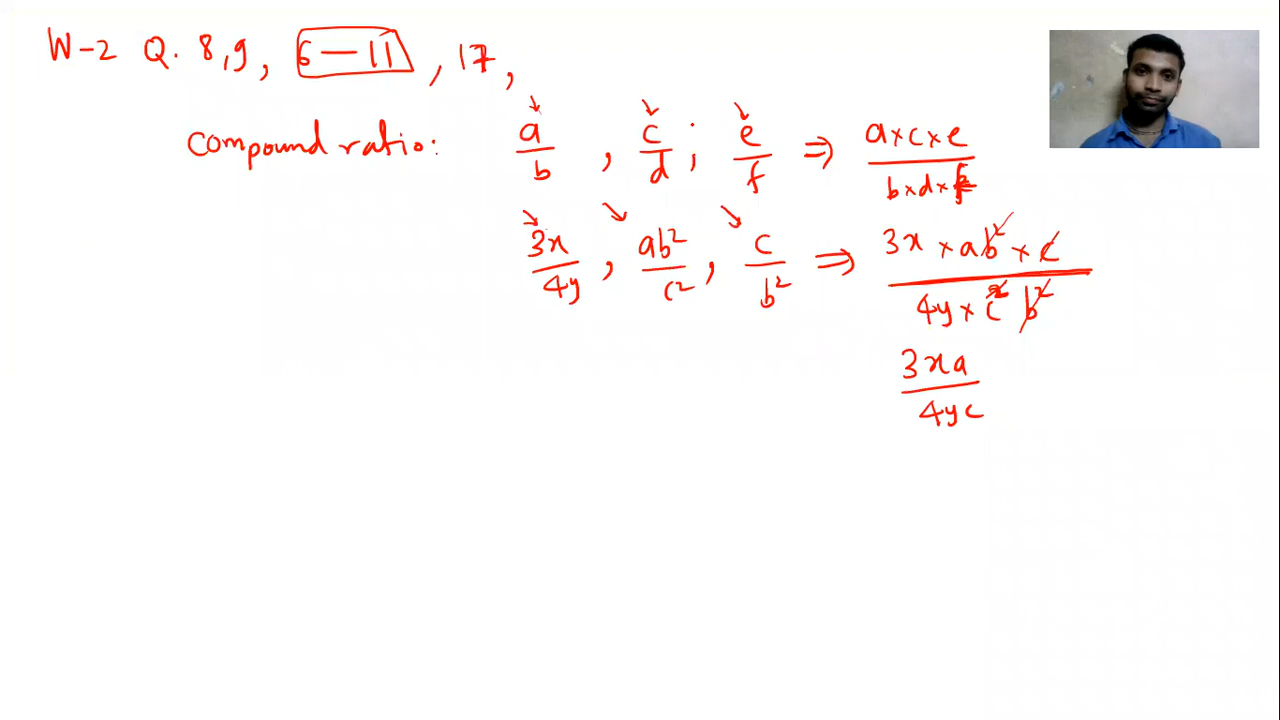 W-2 Q. 8,9, 6 — 11, 17,
Compound ratio: a/b, c/d; e/f ⇒ a×c×e / b×d×f
3x/4y, ab²/c², c/b² ⇒ 3x × ab² × c / 4y × c² b²
3xa / 4yc